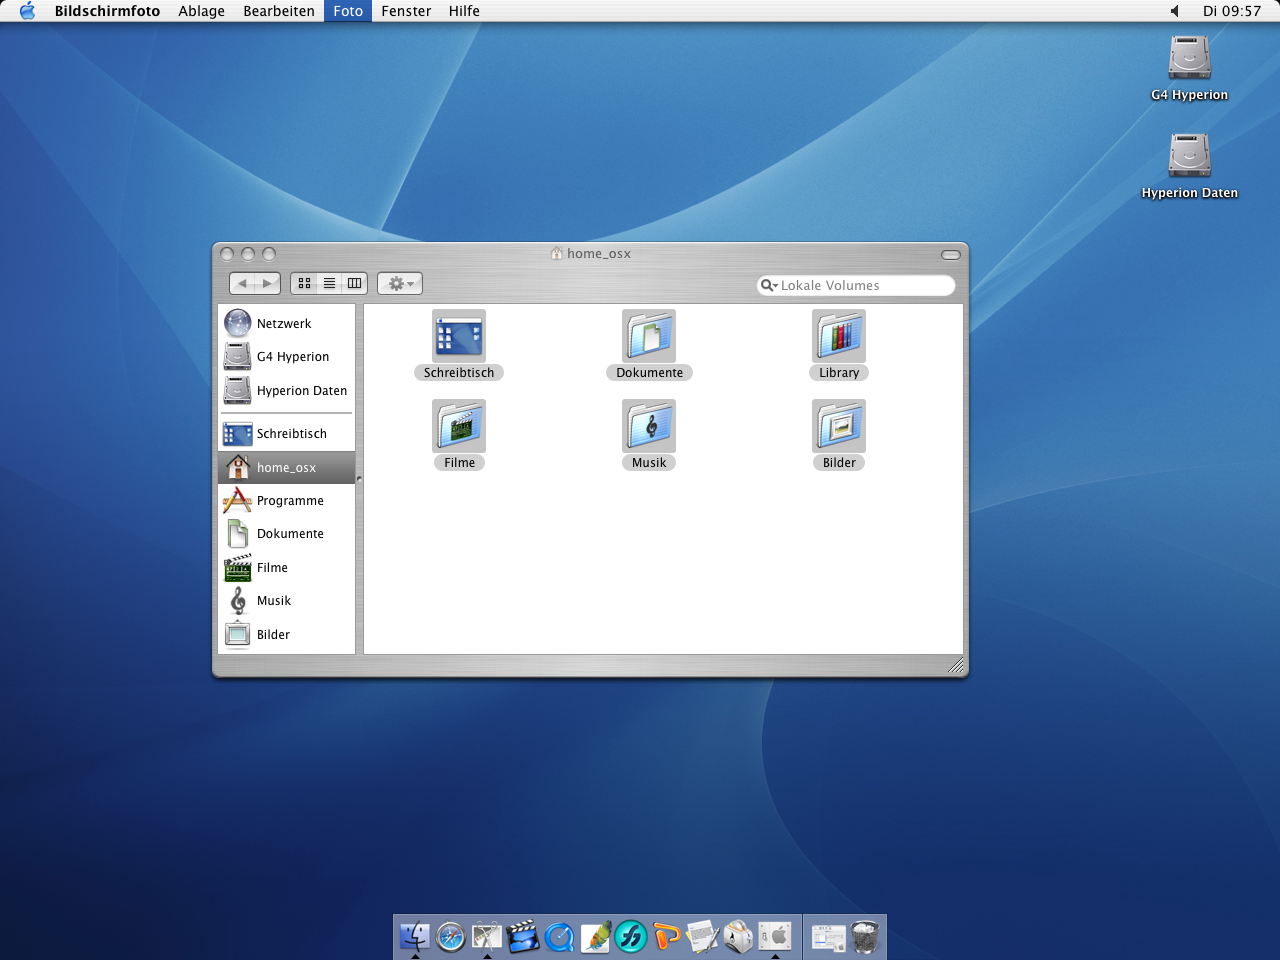 Bildschirmfoto Ablage Bearbeiten Foto Fenster Hilfe Di 09:57
G4 Hyperion
Hyperion Daten
home_osx
Lokale Volumes
Netzwerk
G4 Hyperion
Hyperion Daten
Schreibtisch
home_osx
Programme
Dokumente
Filme
Musik
Bilder
Schreibtisch Dokumente Library
Filme Musik Bilder